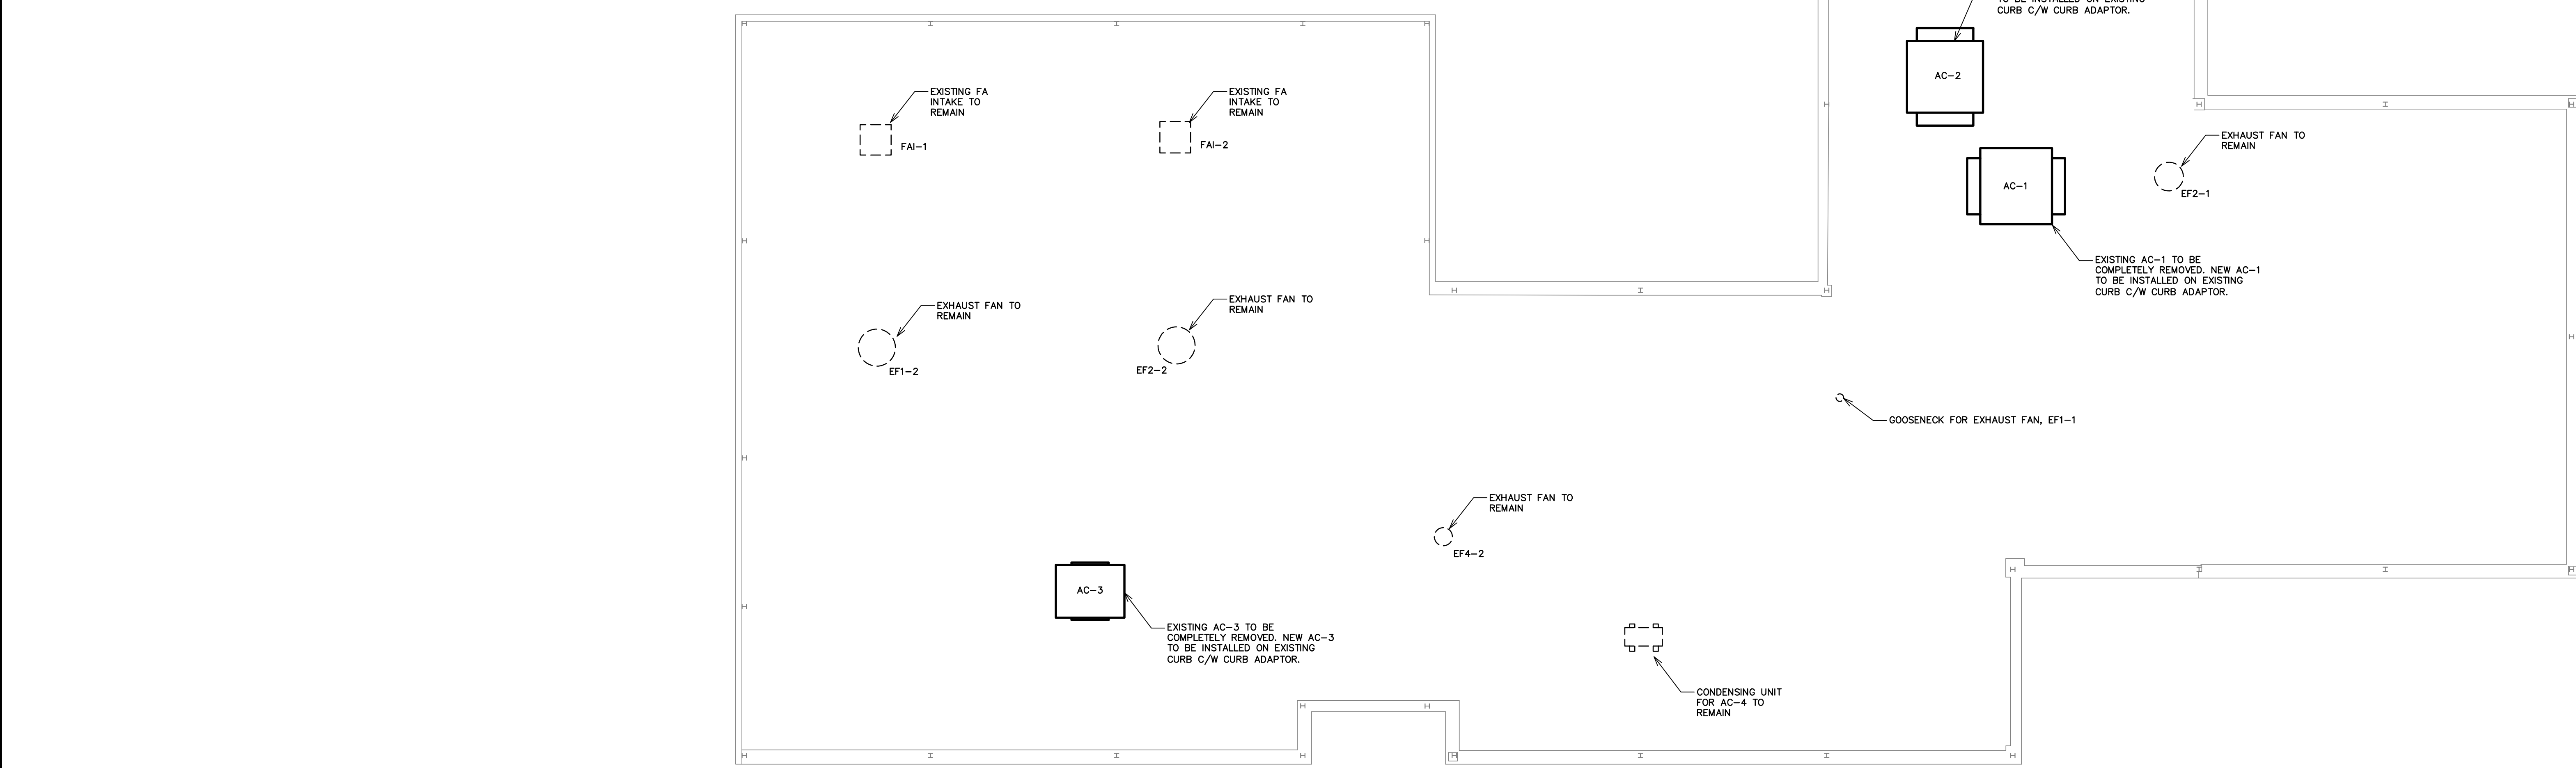 TO BE INSTALLED ON EXISTING
CURB C/W CURB ADAPTOR.
AC-2
EXISTING FA
INTAKE TO
REMAIN
FAI-1
EXISTING FA
INTAKE TO
REMAIN
FAI-2
EXHAUST FAN TO
REMAIN
EF2-1
AC-1
EXISTING AC-1 TO BE
COMPLETELY REMOVED. NEW AC-1
TO BE INSTALLED ON EXISTING
CURB C/W CURB ADAPTOR.
EXHAUST FAN TO
REMAIN
EF1-2
EXHAUST FAN TO
REMAIN
EF2-2
GOOSENECK FOR EXHAUST FAN, EF1-1
EXHAUST FAN TO
REMAIN
EF4-2
AC-3
EXISTING AC-3 TO BE
COMPLETELY REMOVED. NEW AC-3
TO BE INSTALLED ON EXISTING
CURB C/W CURB ADAPTOR.
CONDENSING UNIT
FOR AC-4 TO
REMAIN